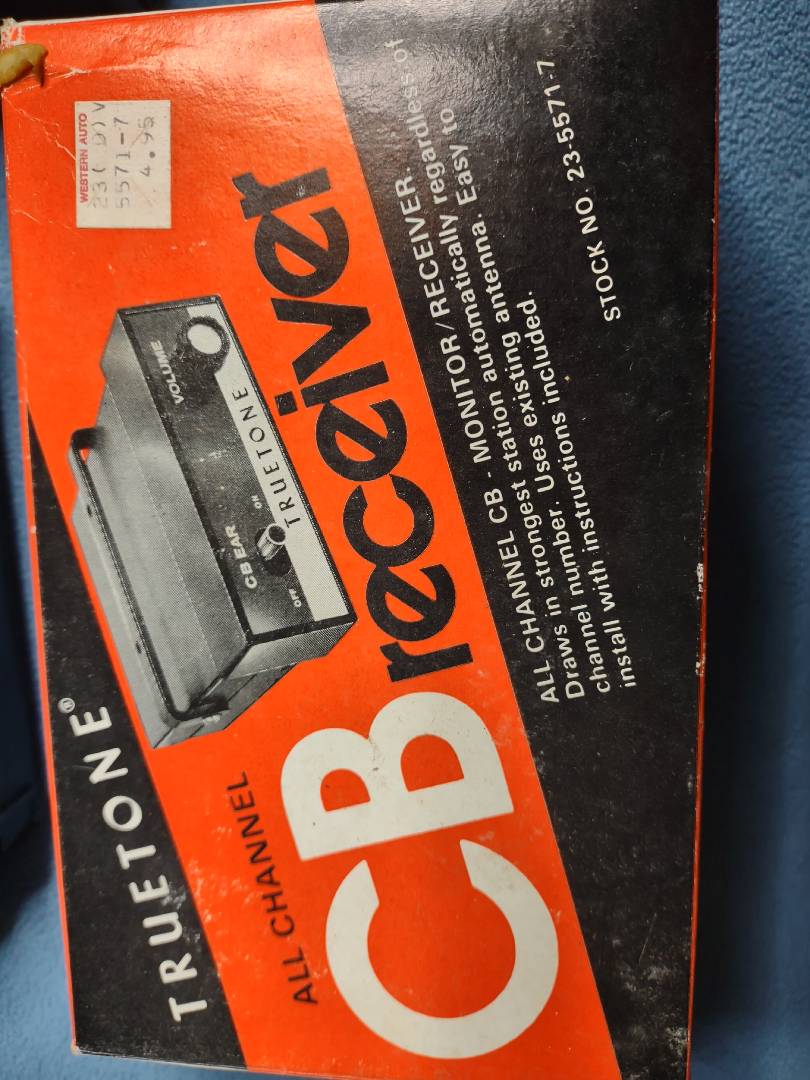 TRUETONE®
ALL CHANNEL
CB receiver
CB EAR
OFF
ON
TRUETONE
VOLUME
WESTERN AUTO
23( D)V
5571-7
4.95
ALL CHANNEL CB - MONITOR/RECEIVER.
Draws in strongest station automatically regardless of
channel number. Uses existing antenna. Easy to
install with instructions included.
STOCK NO. 23-5571-7